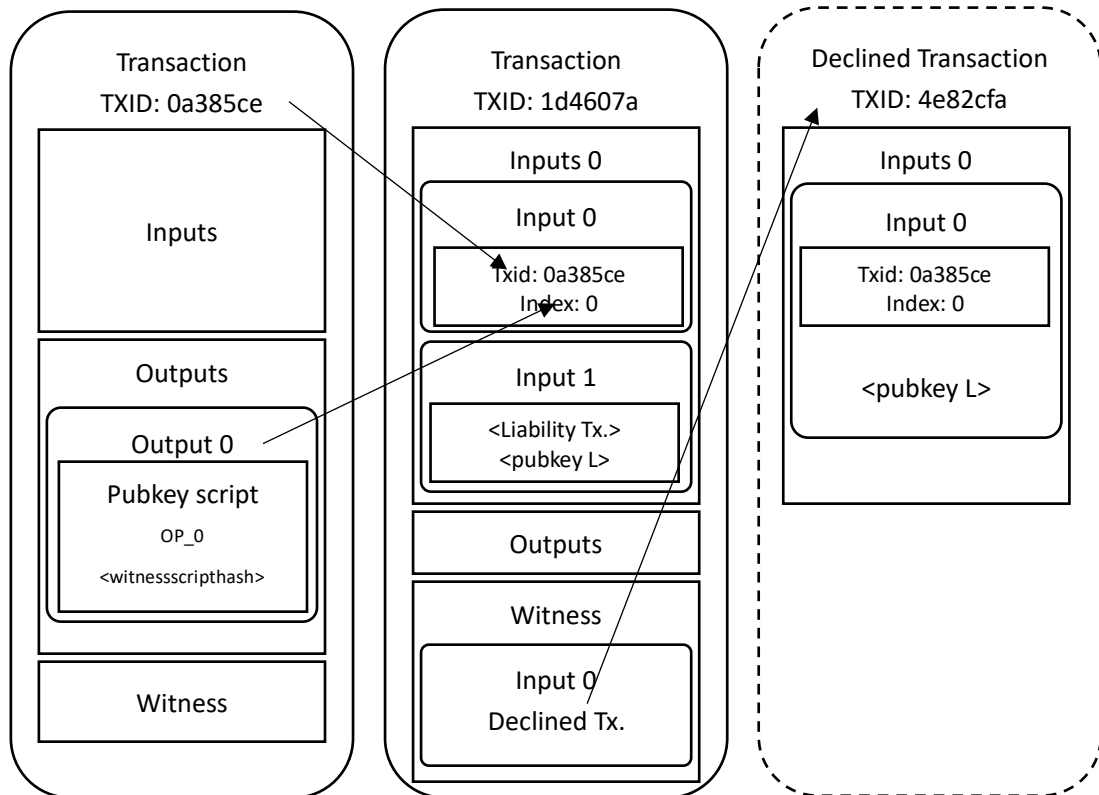 Transaction
TXID: 0a385ce
Inputs
Outputs
Output 0
Pubkey script
OP_0
<witnessscripthash>
Witness
Transaction
TXID: 1d4607a
Inputs 0
Input 0
Txid: 0a385ce
Index: 0
Input 1
<Liability Tx.>
<pubkey L>
Outputs
Witness
Input 0
Declined Tx.
Declined Transaction
TXID: 4e82cfa
Inputs 0
Input 0
Txid: 0a385ce
Index: 0
<pubkey L>